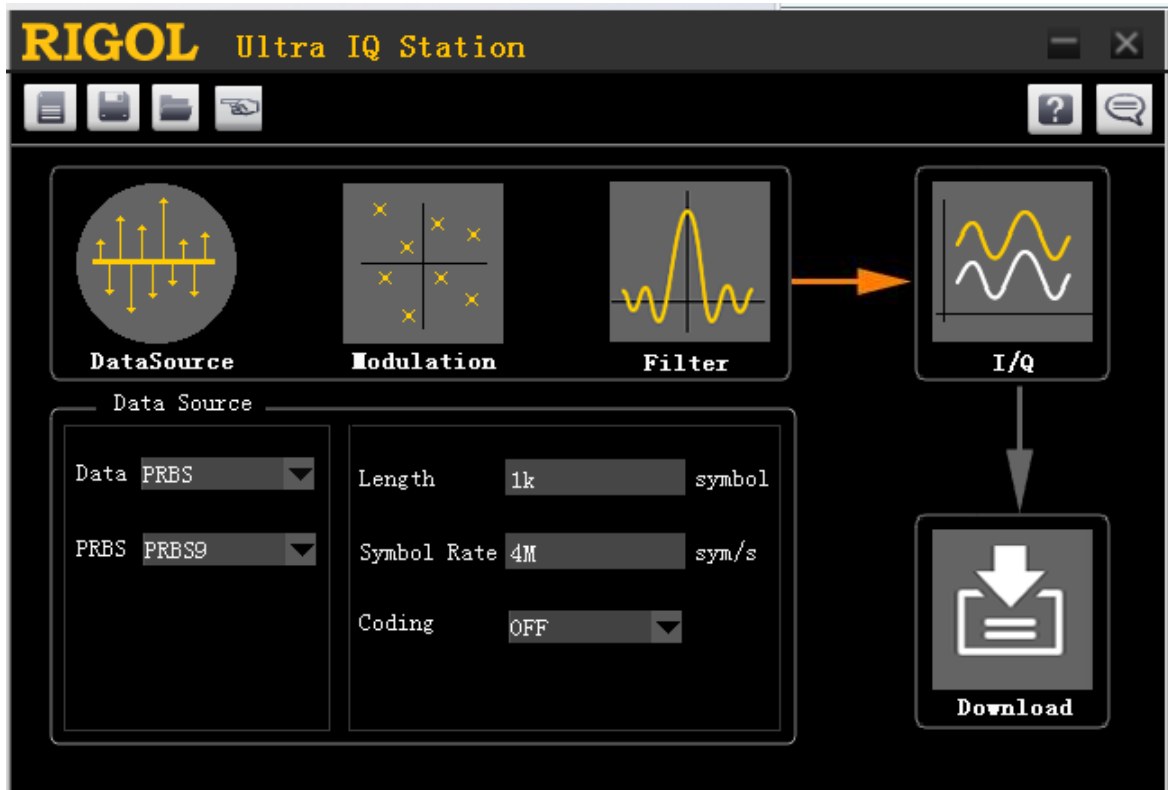 RIGOL Ultra IQ Station
DataSource
Modulation
Filter
I/Q
Data Source
Data PRBS
PRBS PRBS9
Length 1k symbol
Symbol Rate 4M sym/s
Coding OFF
Download